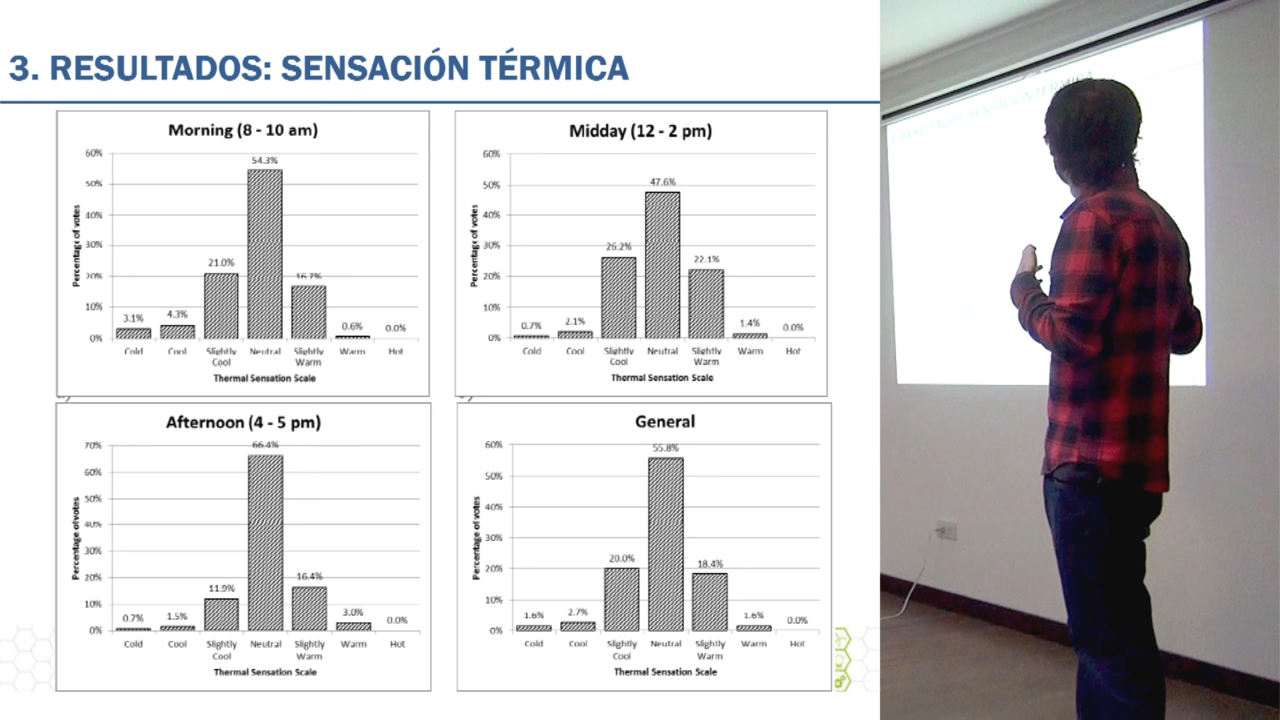 3. RESULTADOS: SENSACIÓN TÉRMICA
Morning (8 - 10 am)
Percentage of votes
60%
50%
40%
30%
20%
10%
0%
3.1%
4.3%
21.0%
54.3%
16.7%
0.6%
0.0%
Cold
Cool
Slightly
Cool
Neutral
Slightly
Warm
Warm
Hot
Thermal Sensation Scale
Midday (12 - 2 pm)
Percentage of votes
60%
50%
40%
30%
20%
10%
0%
0.7%
2.1%
26.2%
47.6%
22.1%
1.4%
0.0%
Cold
Cool
Slightly
Cool
Neutral
Slightly
Warm
Warm
Hot
Thermal Sensation Scale
Afternoon (4 - 5 pm)
Percentage of votes
70%
60%
50%
40%
30%
20%
10%
0%
0.7%
1.5%
11.9%
66.4%
16.4%
3.0%
0.0%
Cold
Cool
Slightly
Cool
Neutral
Slightly
Warm
Warm
Hot
Thermal Sensation Scale
General
Percentage of votes
60%
50%
40%
30%
20%
10%
0%
1.6%
2.7%
20.0%
55.8%
18.4%
1.6%
0.0%
Cold
Cool
Slightly
Cool
Neutral
Slightly
Warm
Warm
Hot
Thermal Sensation Scale